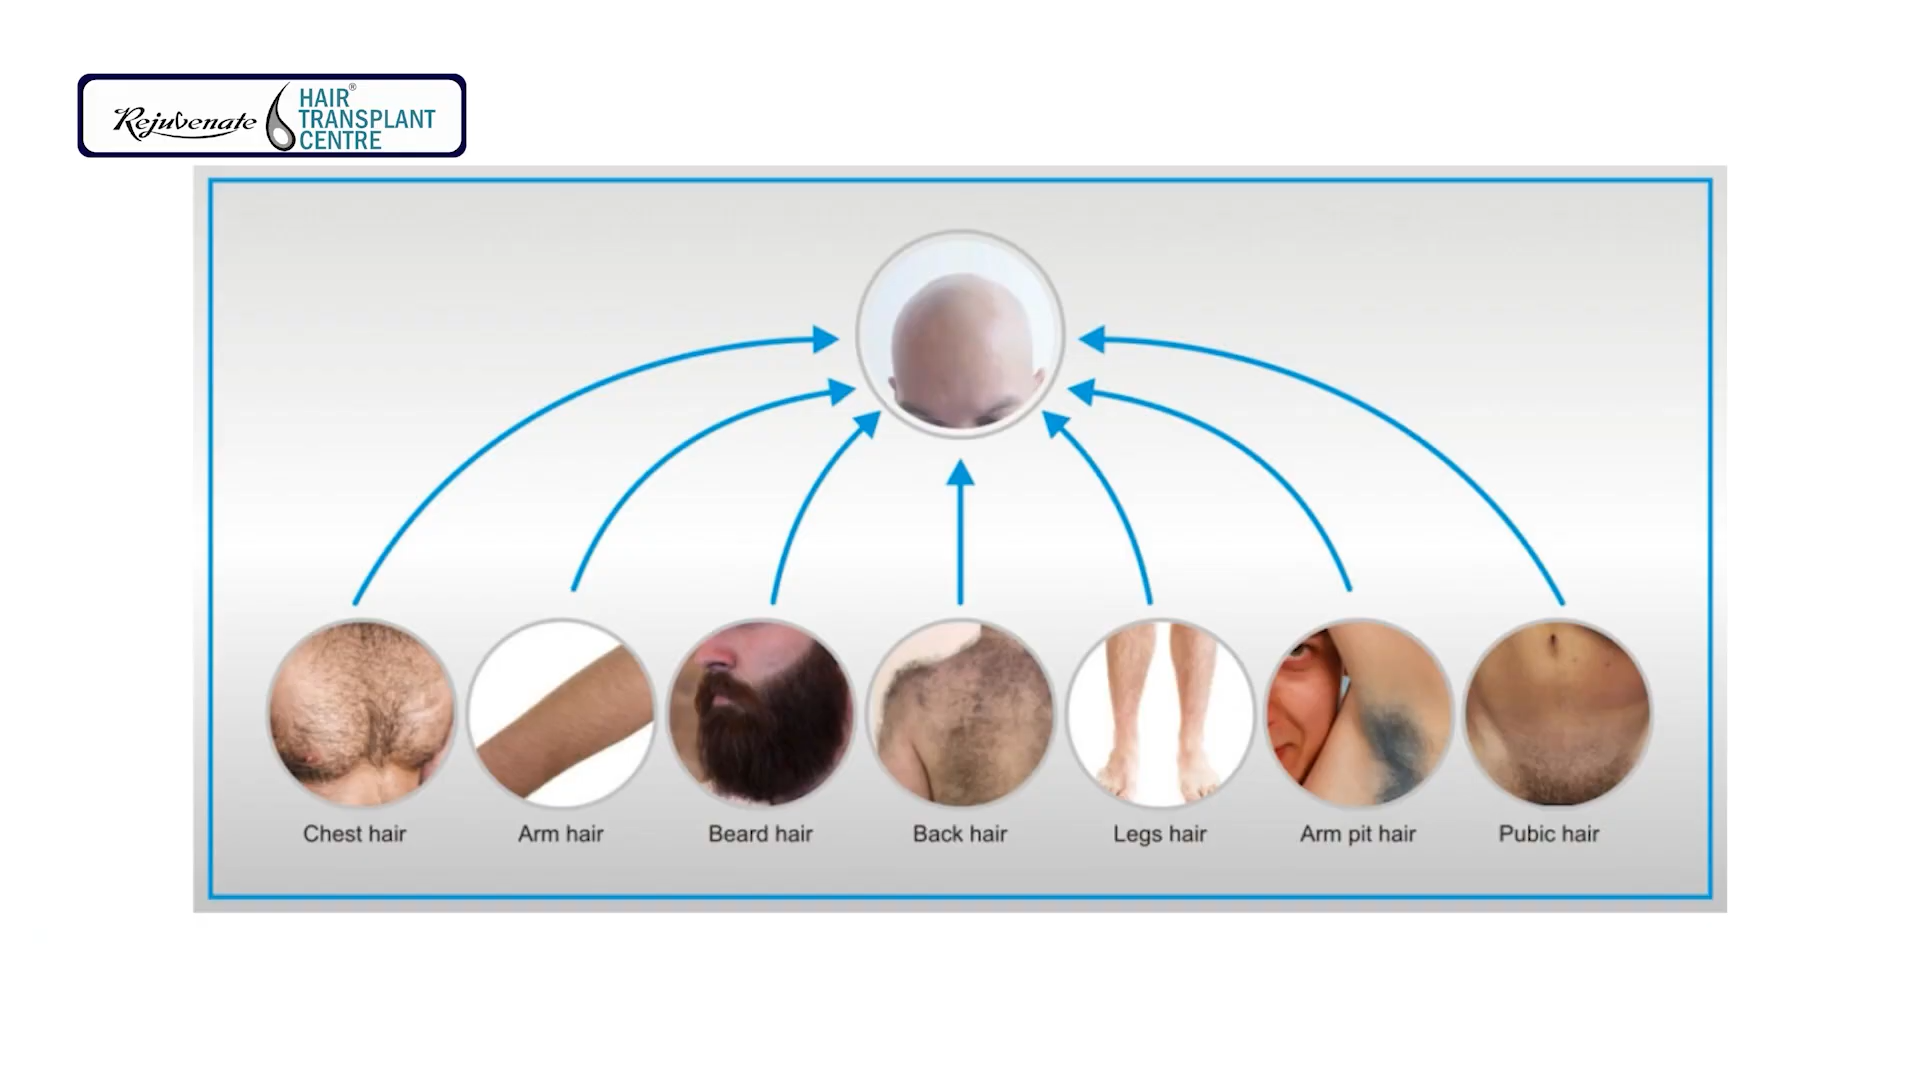 Rejuvenate
HAIR®
TRANSPLANT
CENTRE
Chest hair
Arm hair
Beard hair
Back hair
Legs hair
Arm pit hair
Pubic hair